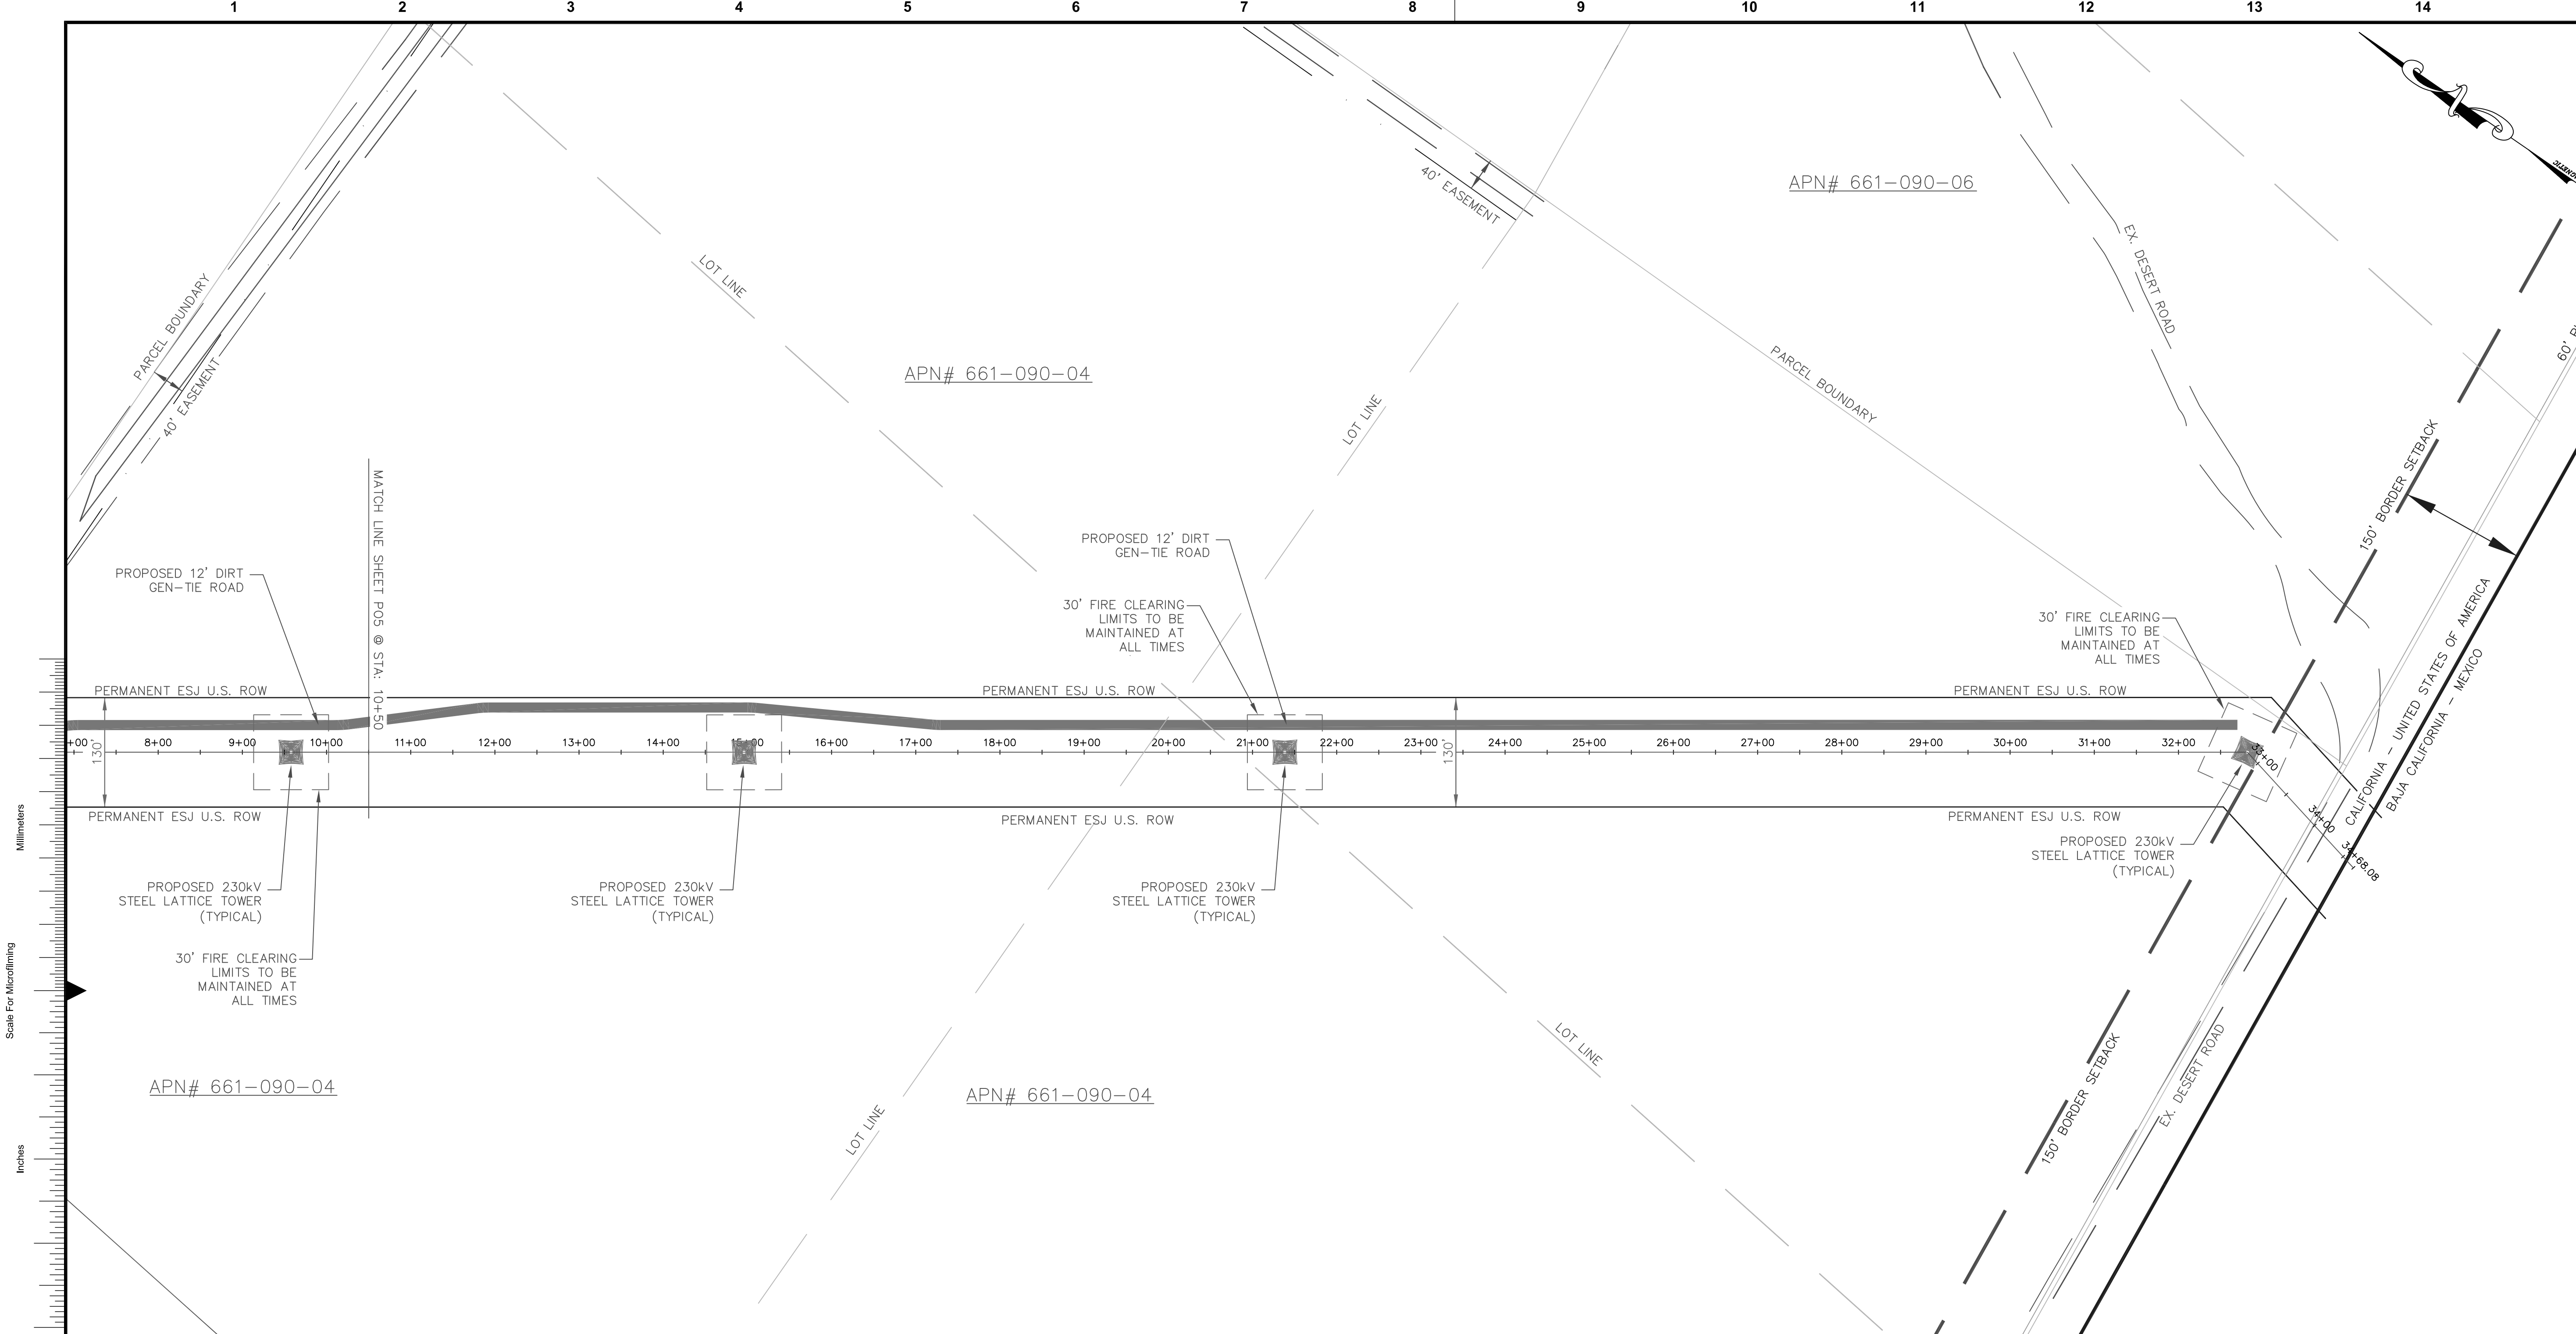 1 2 3 4 5 6 7 8 9 10 11 12 13 14
40' EASEMENT
APN# 661-090-06
EX. DESERT ROAD
LOT LINE
PARCEL BOUNDARY
40' EASEMENT
APN# 661-090-04
LOT LINE
PARCEL BOUNDARY
60'
150' BORDER SETBACK
MATCH LINE SHEET P05 @ STA: 10+50
PROPOSED 12' DIRT
GEN-TIE ROAD
PROPOSED 12' DIRT
GEN-TIE ROAD
30' FIRE CLEARING
LIMITS TO BE
MAINTAINED AT
ALL TIMES
30' FIRE CLEARING
LIMITS TO BE
MAINTAINED AT
ALL TIMES
CALIFORNIA - UNITED STATES OF AMERICA
BAJA CALIFORNIA - MEXICO
PERMANENT ESJ U.S. ROW
PERMANENT ESJ U.S. ROW
PERMANENT ESJ U.S. ROW
+00 8+00 9+00 10+00 11+00 12+00 13+00 14+00 15+00 16+00 17+00 18+00 19+00 20+00 21+00 22+00 23+00 24+00 25+00 26+00 27+00 28+00 29+00 30+00 31+00 32+00
33+00
34+00
34+68.08
130'
130'
PERMANENT ESJ U.S. ROW
PERMANENT ESJ U.S. ROW
PERMANENT ESJ U.S. ROW
PROPOSED 230kV
STEEL LATTICE TOWER
(TYPICAL)
PROPOSED 230kV
STEEL LATTICE TOWER
(TYPICAL)
PROPOSED 230kV
STEEL LATTICE TOWER
(TYPICAL)
PROPOSED 230kV
STEEL LATTICE TOWER
(TYPICAL)
30' FIRE CLEARING
LIMITS TO BE
MAINTAINED AT
ALL TIMES
Millimeters
Scale For Microfilming
Inches
APN# 661-090-04
APN# 661-090-04
LOT LINE
LOT LINE
150' BORDER SETBACK
EX. DESERT ROAD